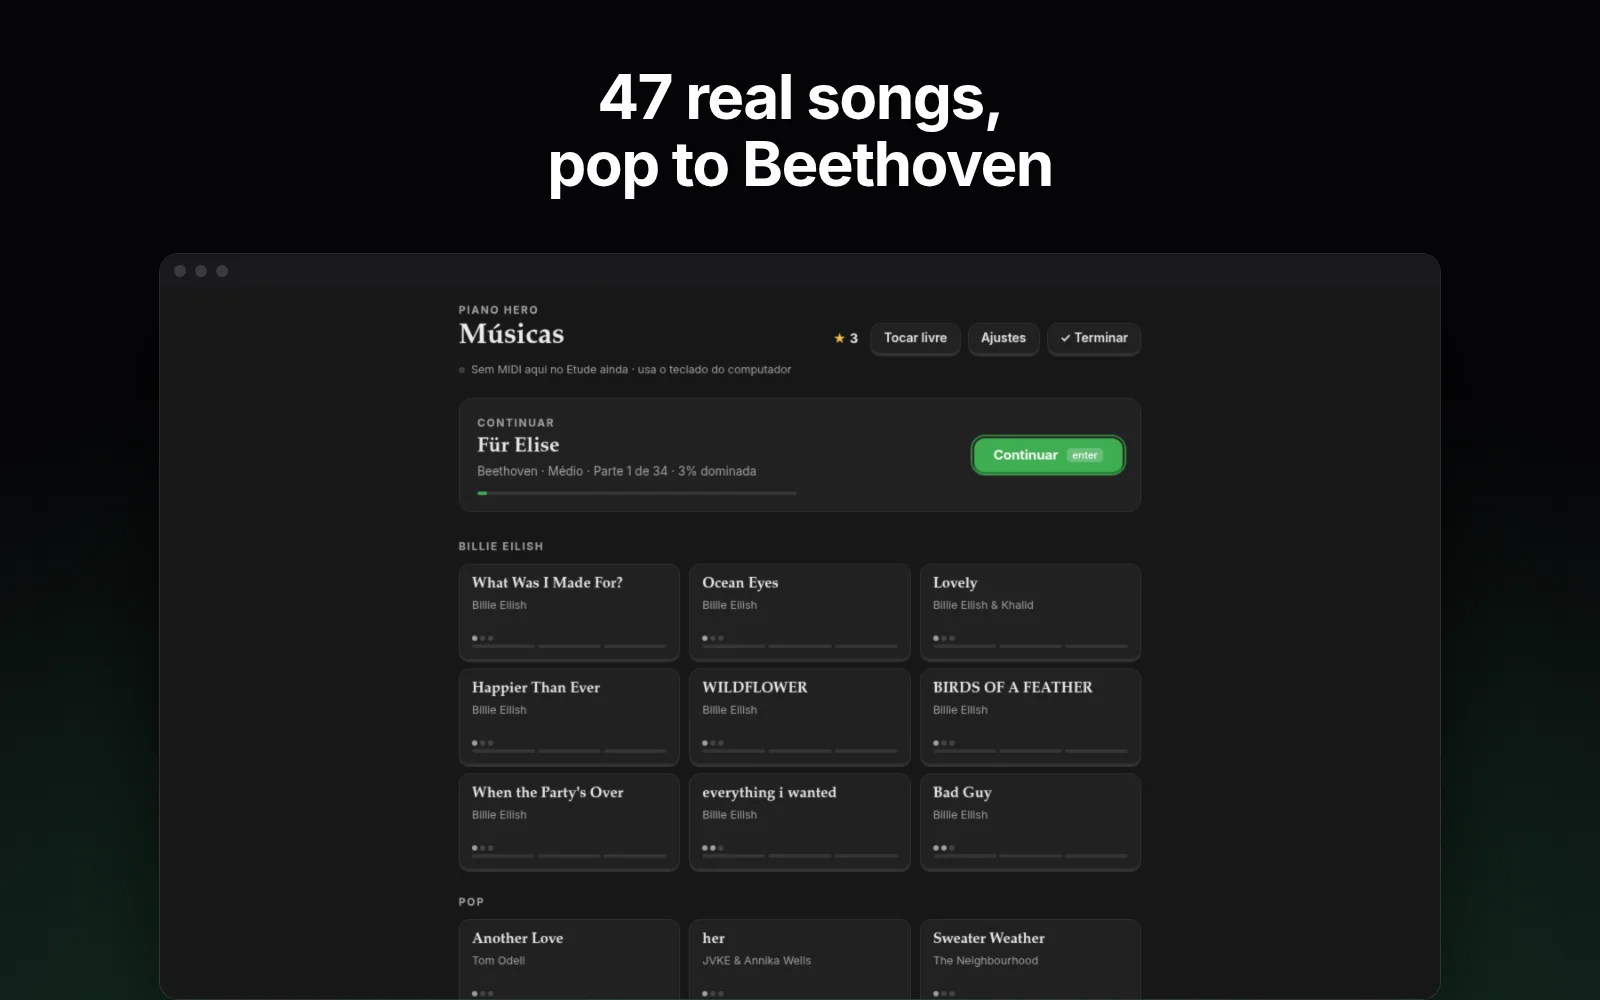 47 real songs,
pop to Beethoven
PIANO HERO
Músicas
★ 3
Tocar livre
Ajustes
✓ Terminar
Sem MIDI aqui no Etude ainda · usa o teclado do computador
CONTINUAR
Für Elise
Beethoven · Médio · Parte 1 de 34 · 3% dominada
Continuar enter
BILLIE EILISH
What Was I Made For?
Billie Eilish
Ocean Eyes
Billie Eilish
Lovely
Billie Eilish & Khalid
Happier Than Ever
Billie Eilish
WILDFLOWER
Billie Eilish
BIRDS OF A FEATHER
Billie Eilish
When the Party's Over
Billie Eilish
everything i wanted
Billie Eilish
Bad Guy
Billie Eilish
POP
Another Love
Tom Odell
her
JVKE & Annika Wells
Sweater Weather
The Neighbourhood